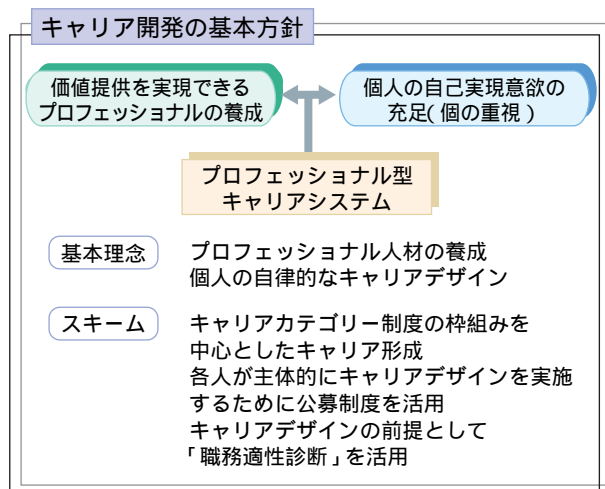 キャリア開発の基本方針
価値提供を実現できる
プロフェッショナルの養成
個人の自己実現意欲の
充足(個の重視)
プロフェッショナル型
キャリアシステム
基本理念
プロフェッショナル人材の養成
個人の自律的なキャリアデザイン
スキーム
キャリアカテゴリー制度の枠組みを
中心としたキャリア形成
各人が主体的にキャリアデザインを実施
するために公募制度を活用
キャリアデザインの前提として
「職務適性診断」を活用